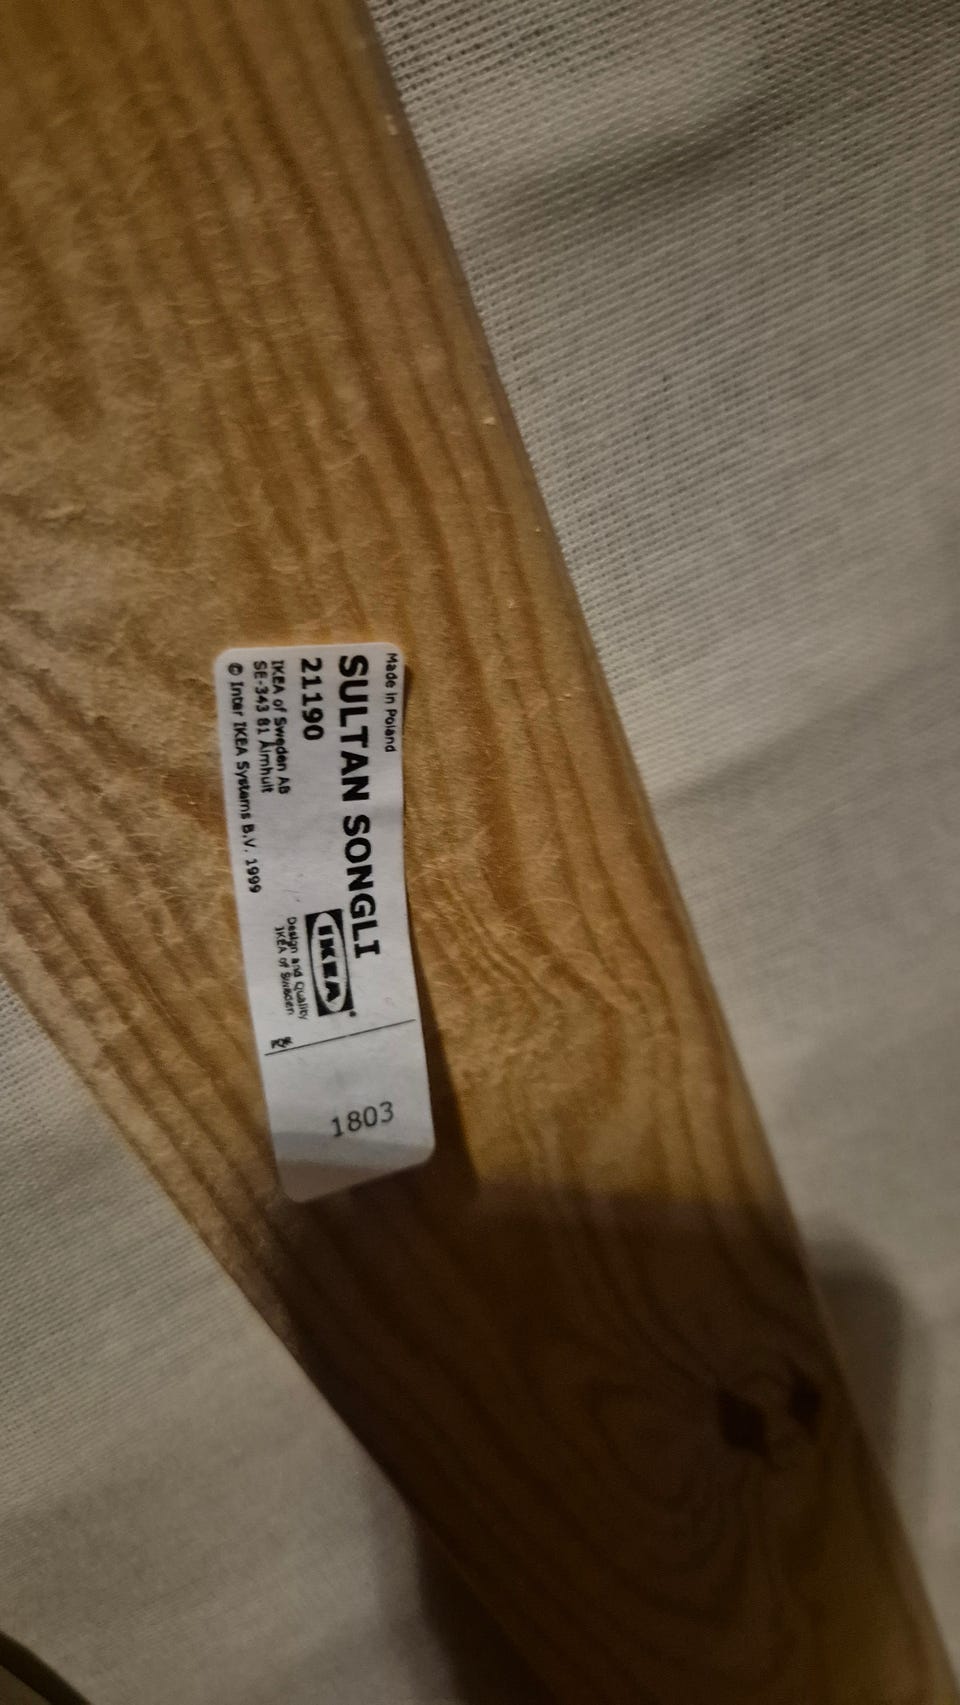 Made in Poland
SULTAN SONGLI
21190
IKEA of Sweden AB
SE-343 81 Älmhult
© Inter IKEA Systems B.V. 1999
IKEA®
Design and Quality
IKEA of Sweden
PQR
1803